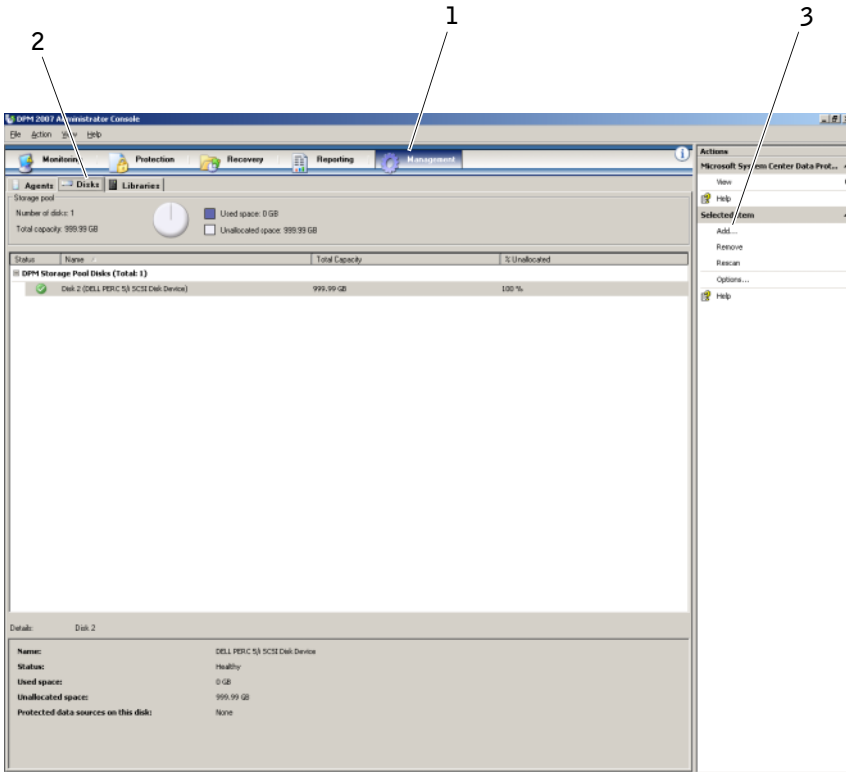 1
2
3
DPM 2007 Administrator Console
File Action View Help
Monitoring Protection Recovery Reporting Management
Agents Disks Libraries
Storage pool
Number of disks: 1
Total capacity: 999.99 GB
Used space: 0 GB
Unallocated space: 999.99 GB
Status Name Total Capacity % Unallocated
DPM Storage Pool Disks (Total: 1)
Disk 2 (DELL PERC 5/i SCSI Disk Device) 999.99 GB 100 %
Details: Disk 2
Name: DELL PERC 5/i SCSI Disk Device
Status: Healthy
Used space: 0 GB
Unallocated space: 999.99 GB
Protected data sources on this disk: None
Actions
Microsoft System Center Data Prot...
View
Help
Selected item
Add...
Remove
Rescan
Options...
Help